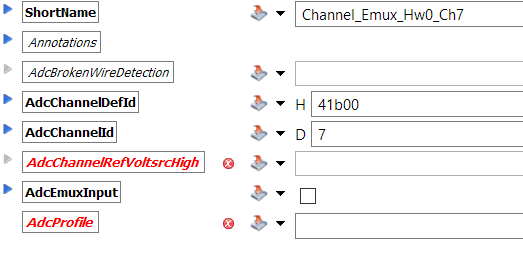 ShortName Channel_Emux_Hw0_Ch7
Annotations
AdcBrokenWireDetection
AdcChannelDefId H 41b00
AdcChannelId D 7
AdcChannelRefVoltsrcHigh
AdcEmuxInput
AdcProfile